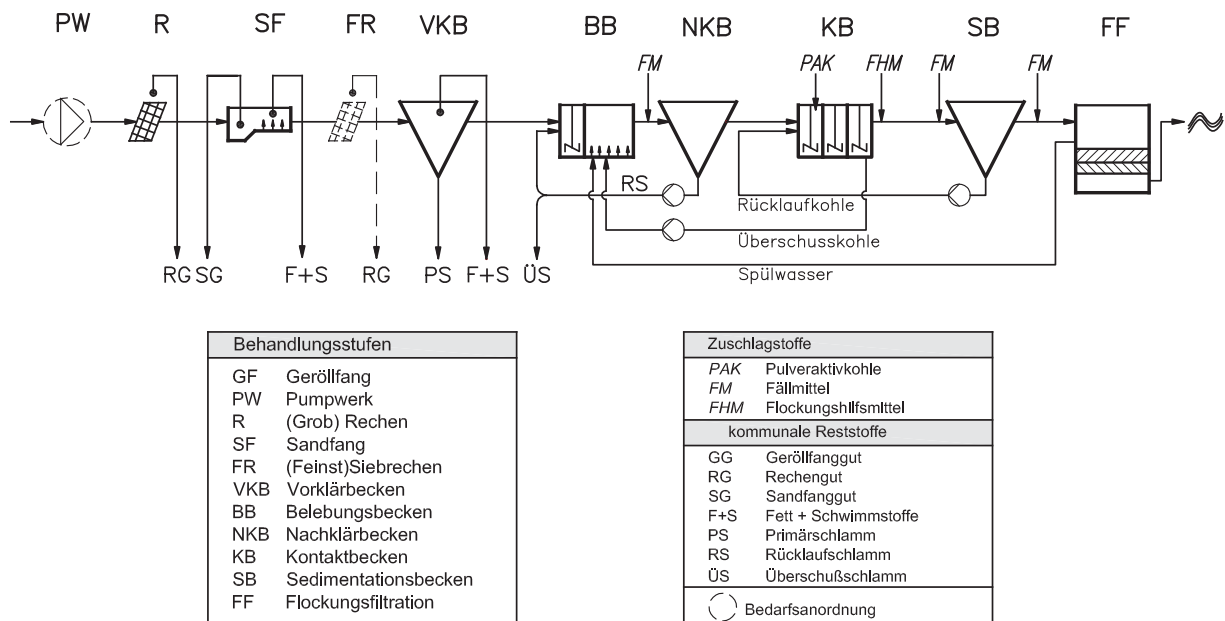 PW R SF FR VKB BB NKB KB SB FF
FM PAK FHM FM FM
RS
Rücklaufkohle
Überschusskohle
Spülwasser
RG SG F+S RG PS F+S ÜS
Behandlungsstufen
GF Geröllfang
PW Pumpwerk
R (Grob) Rechen
SF Sandfang
FR (Feinst)Siebrechen
VKB Vorklärbecken
BB Belebungsbecken
NKB Nachklärbecken
KB Kontaktbecken
SB Sedimentationsbecken
FF Flockungsfiltration
Zuschlagstoffe
PAK Pulveraktivkohle
FM Fällmittel
FHM Flockungshilfsmittel
kommunale Reststoffe
GG Geröllfanggut
RG Rechengut
SG Sandfanggut
F+S Fett + Schwimmstoffe
PS Primärschlamm
RS Rücklaufschlamm
ÜS Überschußschlamm
Bedarfsanordnung